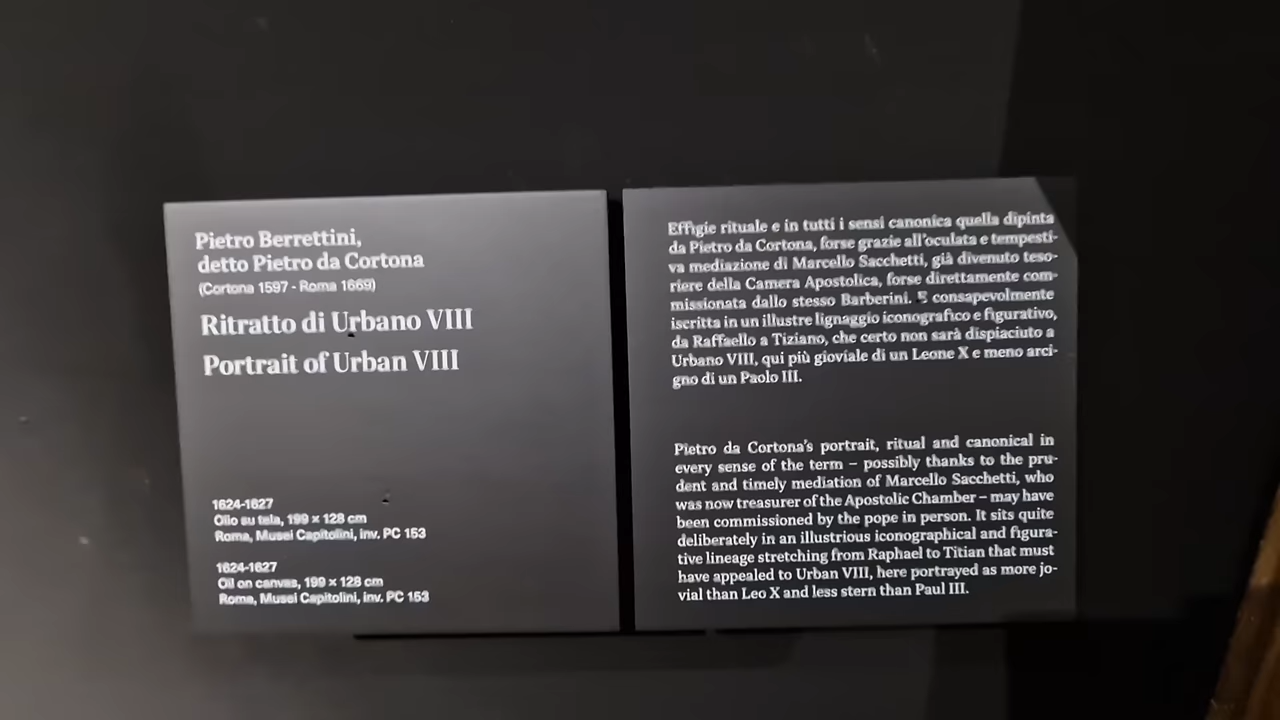 Pietro Berrettini,
detto Pietro da Cortona
(Cortona 1597 - Roma 1669)
Ritratto di Urbano VIII
Portrait of Urban VIII
1624-1627
Olio su tela, 199 × 128 cm
Roma, Musei Capitolini, inv. PC 153
1624-1627
Oil on canvas, 199 × 128 cm
Rome, Musei Capitolini, inv. PC 153
Effigie rituale e in tutti i sensi canonica quella dipinta
da Pietro da Cortona, forse grazie all'oculata e tempesti-
va mediazione di Marcello Sacchetti, già divenuto teso-
riere della Camera Apostolica, forse direttamente com-
missionata dallo stesso Barberini. E consapevolmente
iscritta in un illustre lignaggio iconografico e figurativo,
da Raffaello a Tiziano, che certo non sarà dispiaciuto a
Urbano VIII, qui più gioviale di un Leone X e meno arci-
gno di un Paolo III.
Pietro da Cortona's portrait, ritual and canonical in
every sense of the term – possibly thanks to the pru-
dent and timely mediation of Marcello Sacchetti, who
was now treasurer of the Apostolic Chamber – may have
been commissioned by the pope in person. It sits quite
deliberately in an illustrious iconographical and figura-
tive lineage stretching from Raphael to Titian that must
have appealed to Urban VIII, here portrayed as more jo-
vial than Leo X and less stern than Paul III.